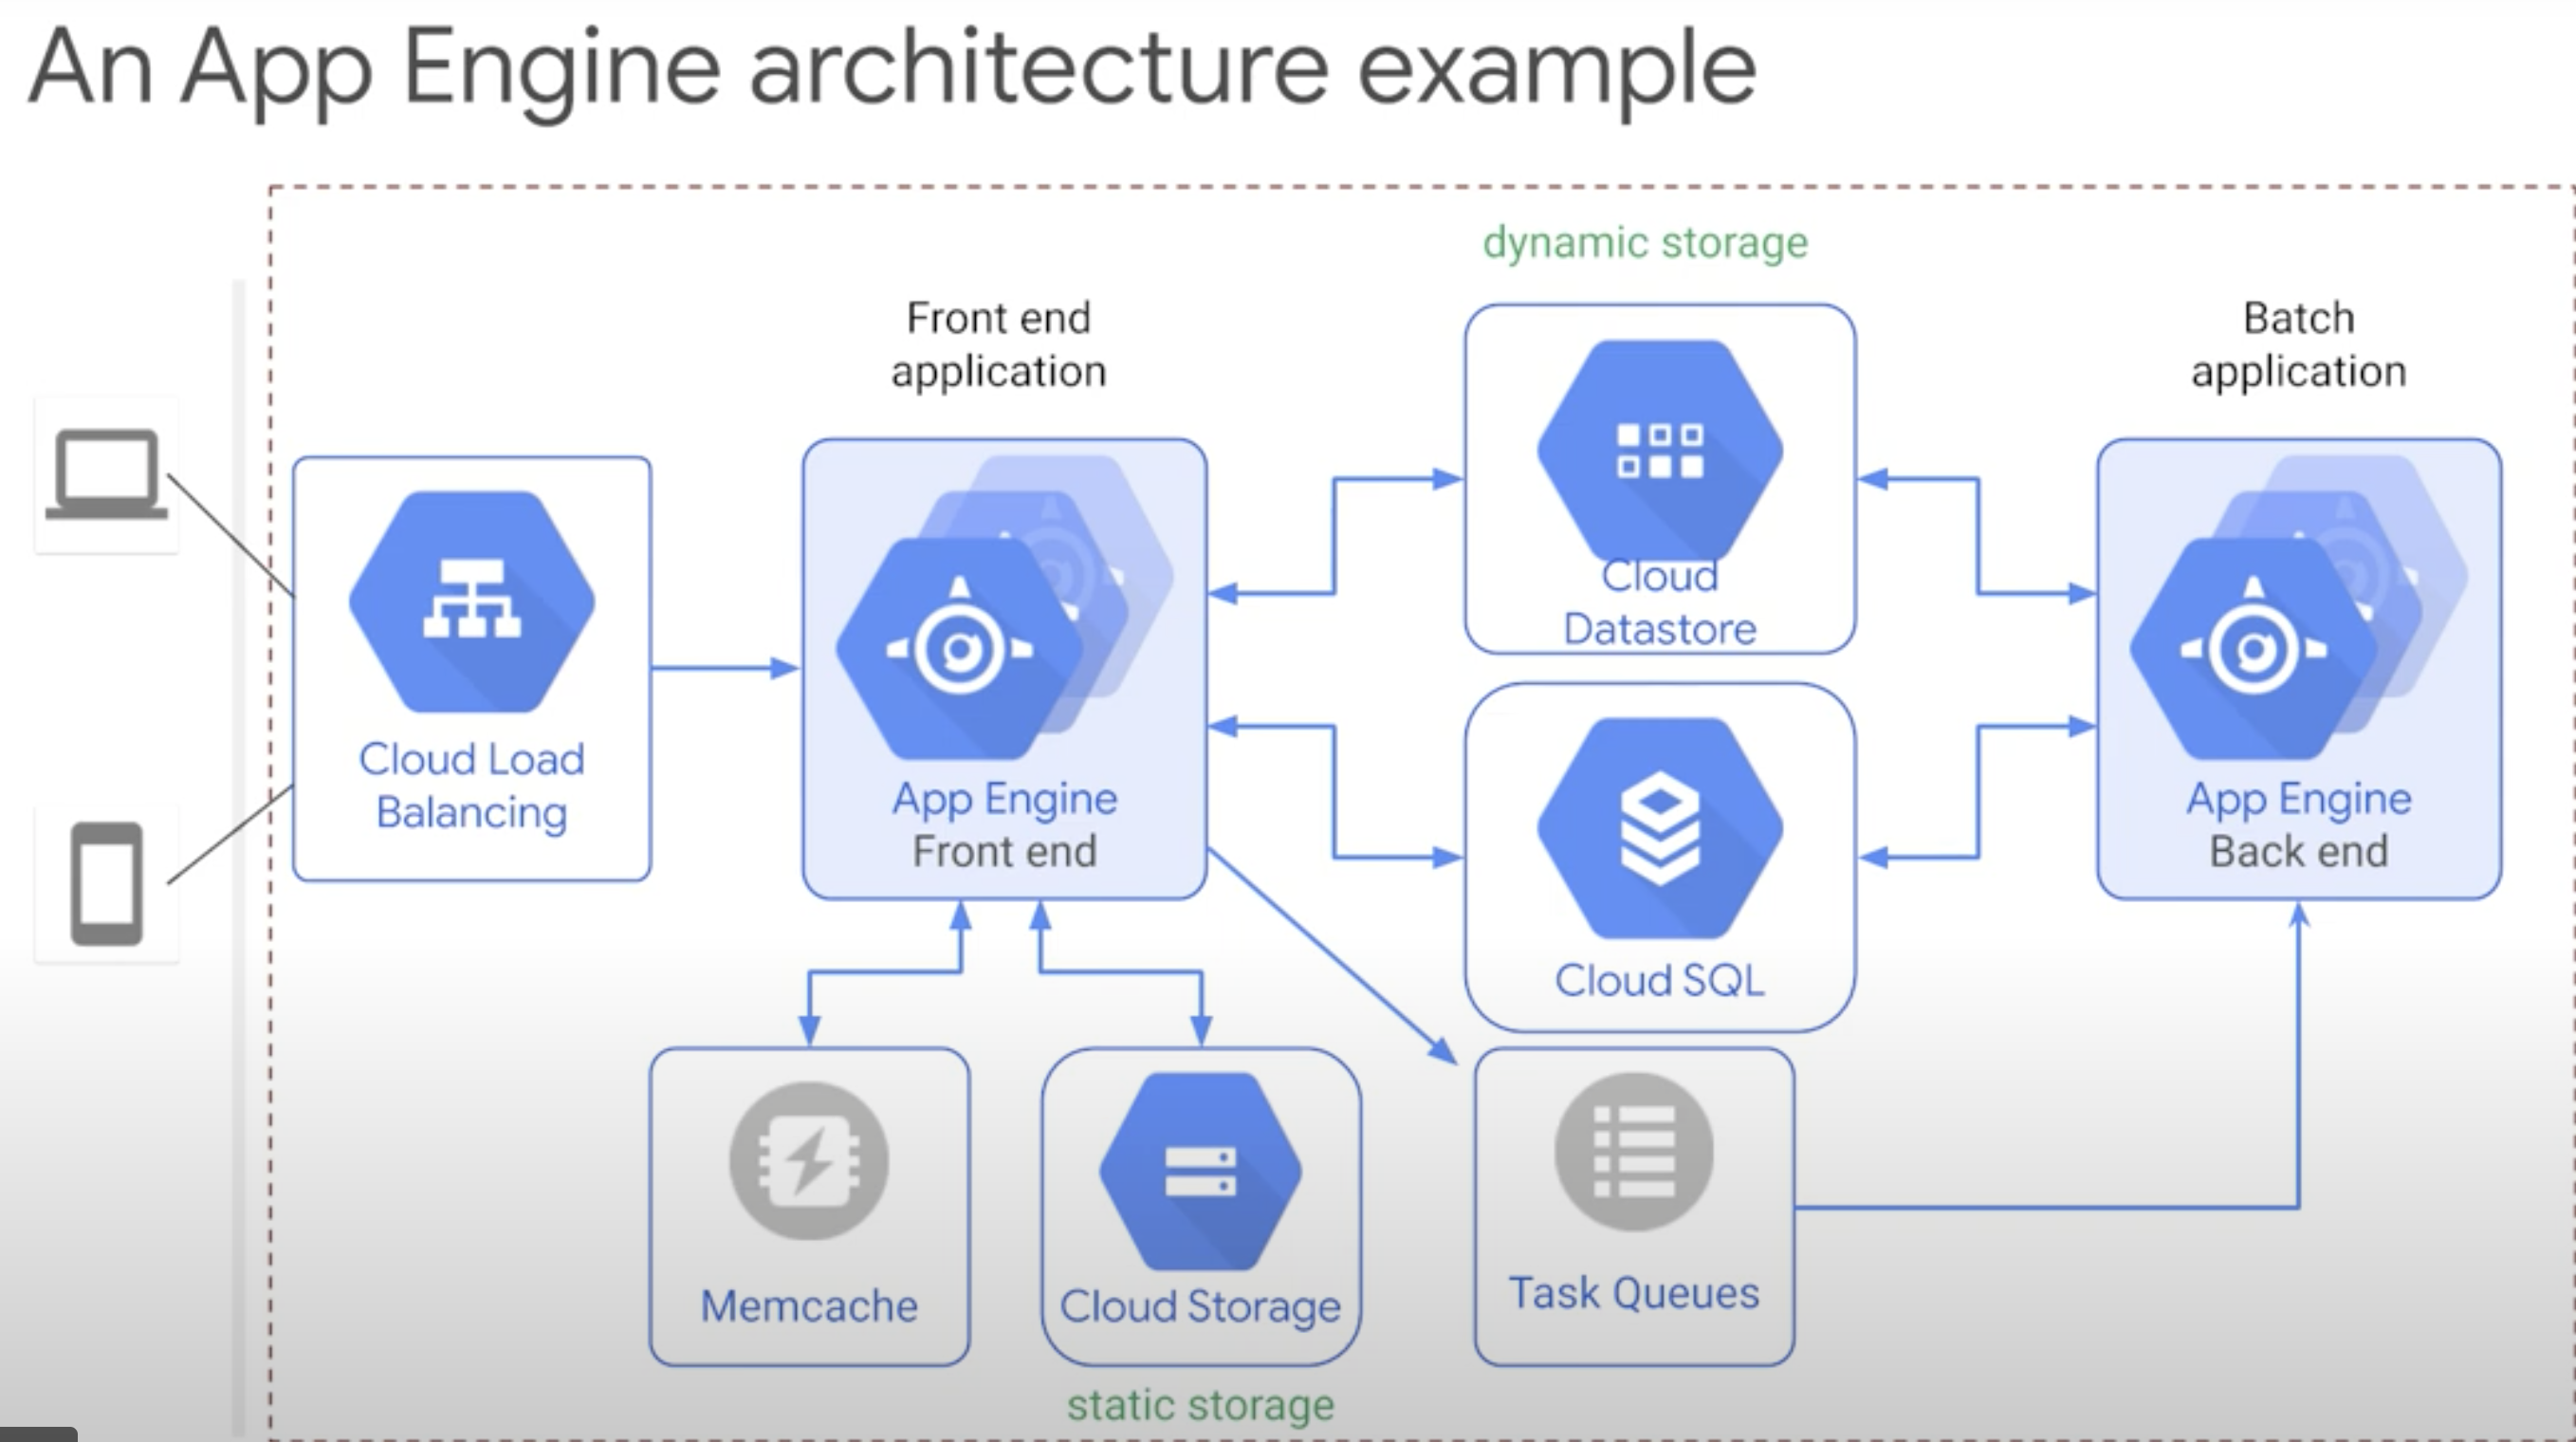 An App Engine architecture example
dynamic storage
Front end
application
Batch
application
Cloud
Datastore
Cloud Load
Balancing
App Engine
Front end
App Engine
Back end
Cloud SQL
Memcache
Cloud Storage
Task Queues
static storage